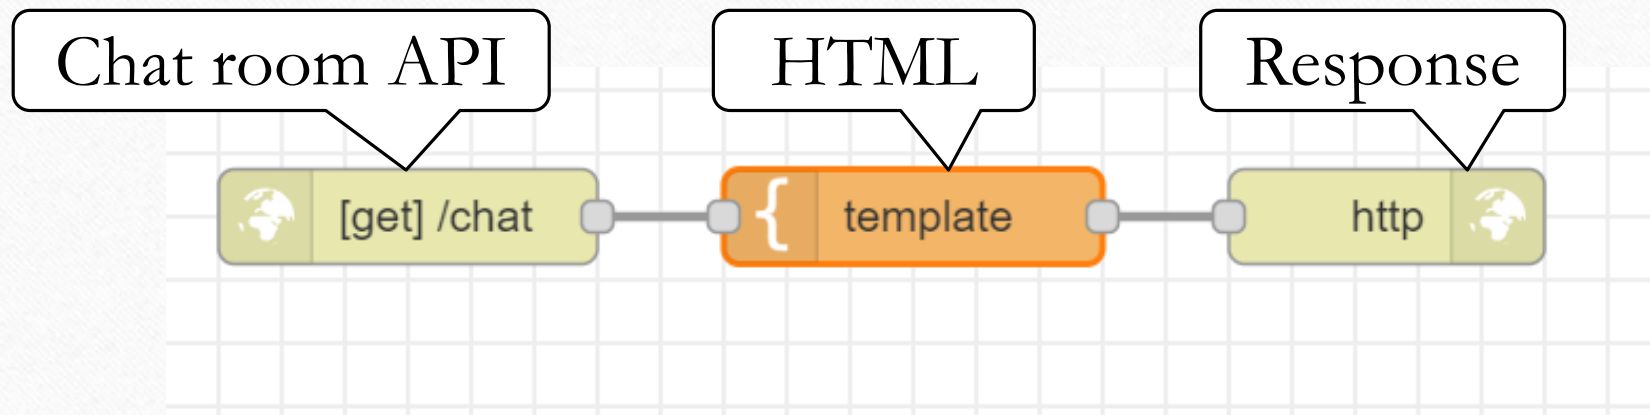 Chat room API
HTML
Response
[get] /chat
template
http